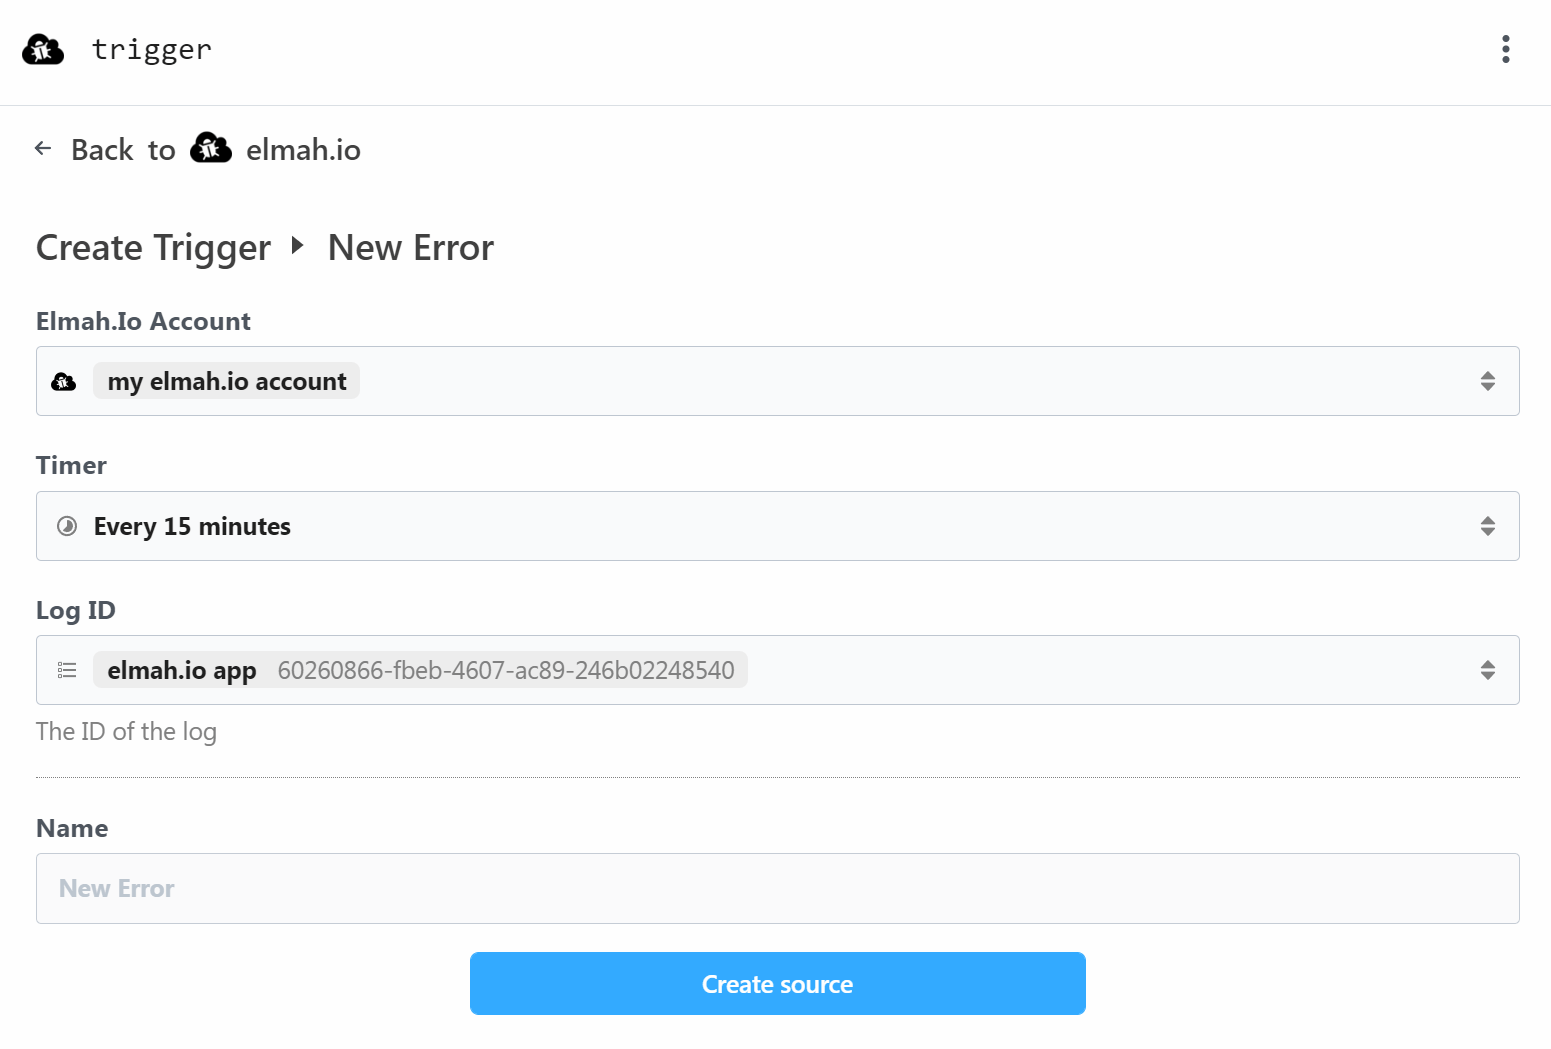 trigger
Back to elmah.io
Create Trigger New Error
Elmah.Io Account
my elmah.io account
Timer
Every 15 minutes
Log ID
elmah.io app 60260866-fbeb-4607-ac89-246b02248540
The ID of the log
Name
New Error
Create source